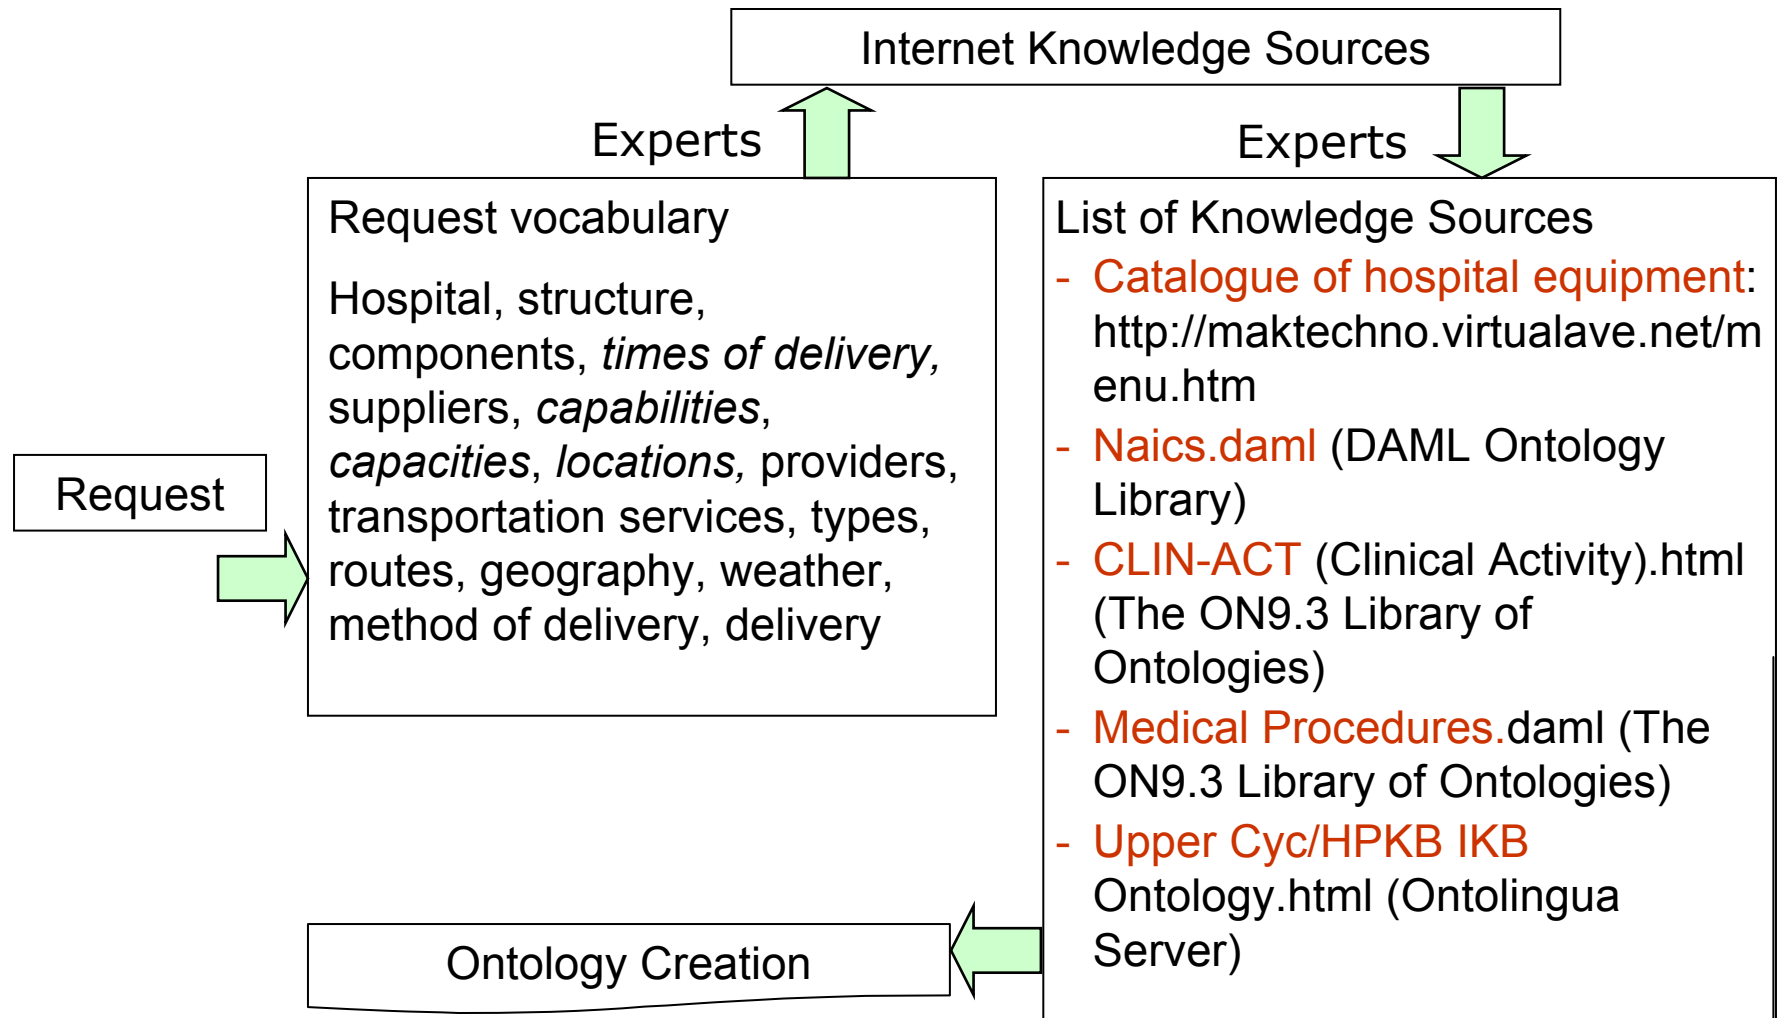 Internet Knowledge Sources
Experts
Experts
Request
Request vocabulary
Hospital, structure,
components, times of delivery,
suppliers, capabilities,
capacities, locations, providers,
transportation services, types,
routes, geography, weather,
method of delivery, delivery
List of Knowledge Sources
- Catalogue of hospital equipment:
http://maktechno.virtualave.net/m
enu.htm
- Naics.daml (DAML Ontology
Library)
- CLIN-ACT (Clinical Activity).html
(The ON9.3 Library of
Ontologies)
- Medical Procedures.daml (The
ON9.3 Library of Ontologies)
- Upper Cyc/HPKB IKB
Ontology.html (Ontolingua
Server)
Ontology Creation